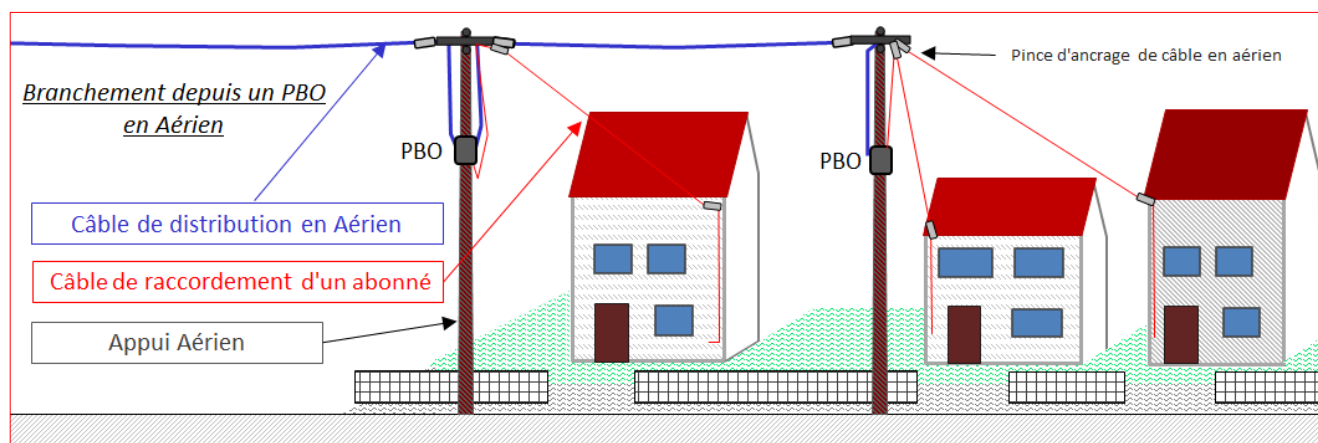 Branchement depuis un PBO
en Aérien
Pince d'ancrage de câble en aérien
PBO
PBO
Câble de distribution en Aérien
Câble de raccordement d'un abonné
Appui Aérien